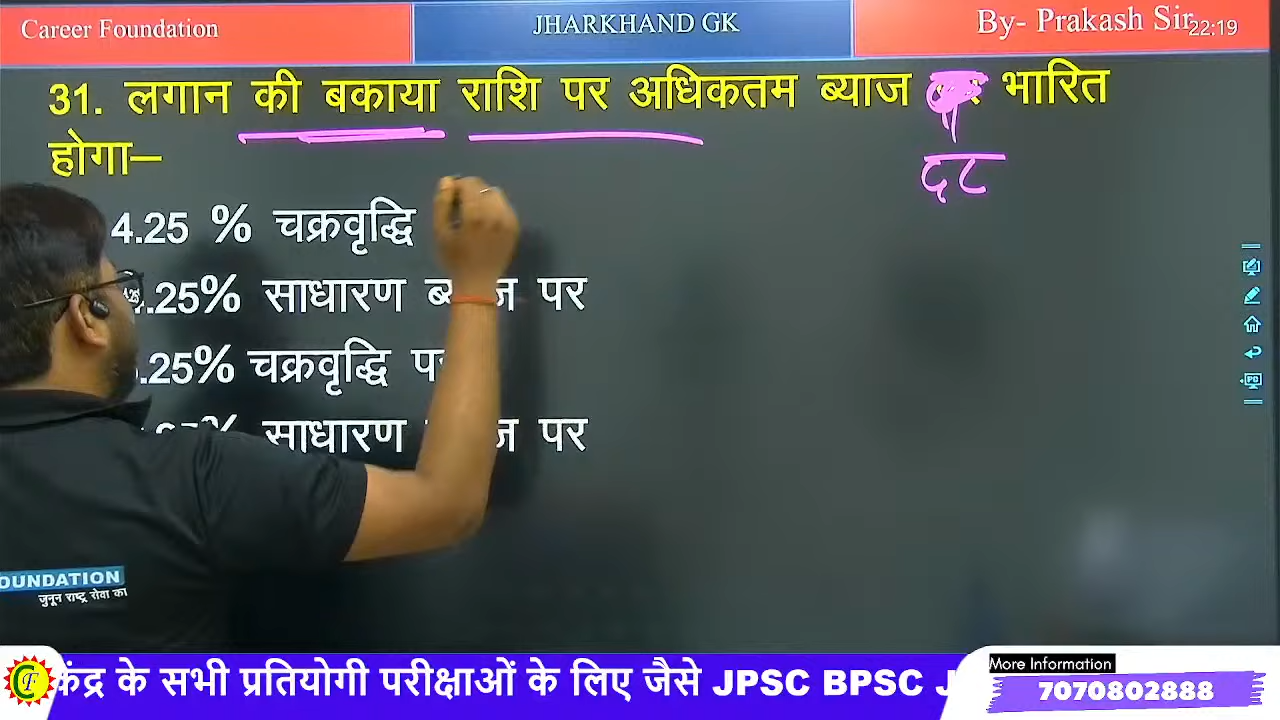 Career Foundation
JHARKHAND GK
By- Prakash Sir
22:19
31. लगान की बकाया राशि पर अधिकतम ब्याज भारित
दर
होगा–
4.25 % चक्रवृद्धि
.25% साधारण पर
.25% चक्रवृद्धि
साधारण पर
OUNDATION
जुनून राष्ट्र सेवा का
केंद्र के सभी प्रतियोगी परीक्षाओं के लिए जैसे JPSC BPSC J
More Information
7070802888